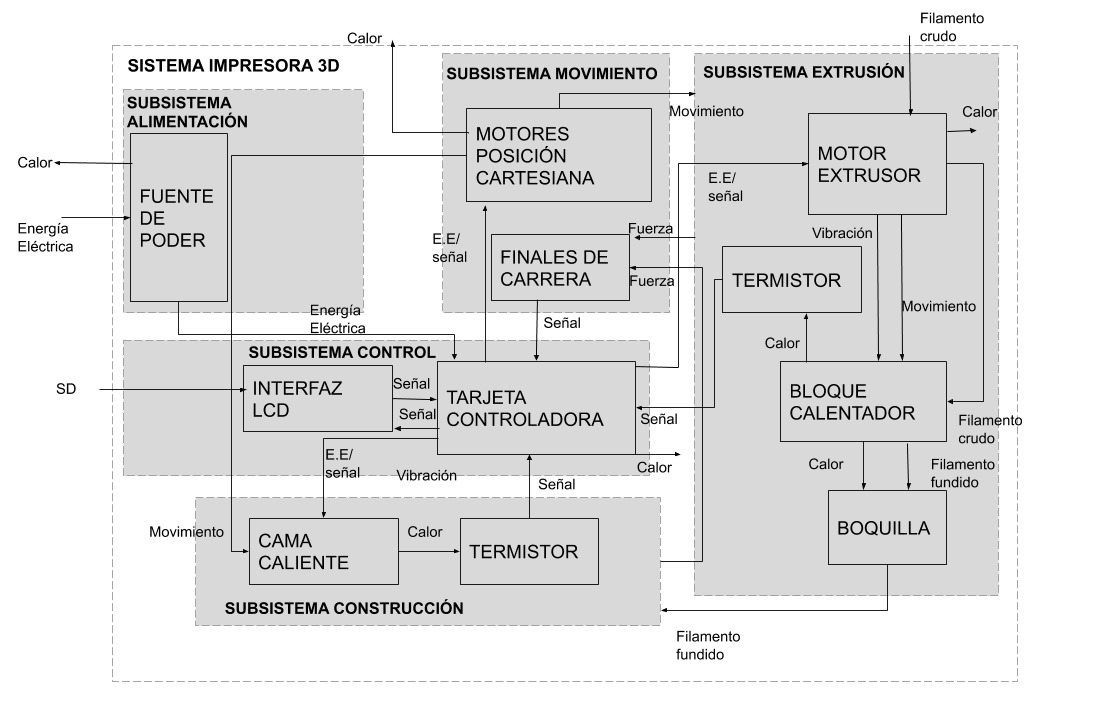 Filamento
crudo
Calor
SISTEMA IMPRESORA 3D
SUBSISTEMA MOVIMIENTO
SUBSISTEMA EXTRUSIÓN
SUBSISTEMA
ALIMENTACIÓN
Movimiento
Calor
MOTORES
POSICIÓN
CARTESIANA
MOTOR
EXTRUSOR
Calor
FUENTE
DE
PODER
E.E/
señal
Energía
Eléctrica
Fuerza
Vibración
E.E/
señal
FINALES DE
CARRERA
Fuerza
TERMISTOR
Movimiento
Energía
Eléctrica
Señal
Calor
SUBSISTEMA CONTROL
SD
INTERFAZ
LCD
Señal
Señal
TARJETA
CONTROLADORA
Señal
BLOQUE
CALENTADOR
Filamento
crudo
E.E/
señal
Vibración
Señal
Calor
Calor
Filamento
fundido
Movimiento
CAMA
CALIENTE
Calor
TERMISTOR
BOQUILLA
SUBSISTEMA CONSTRUCCIÓN
Filamento
fundido